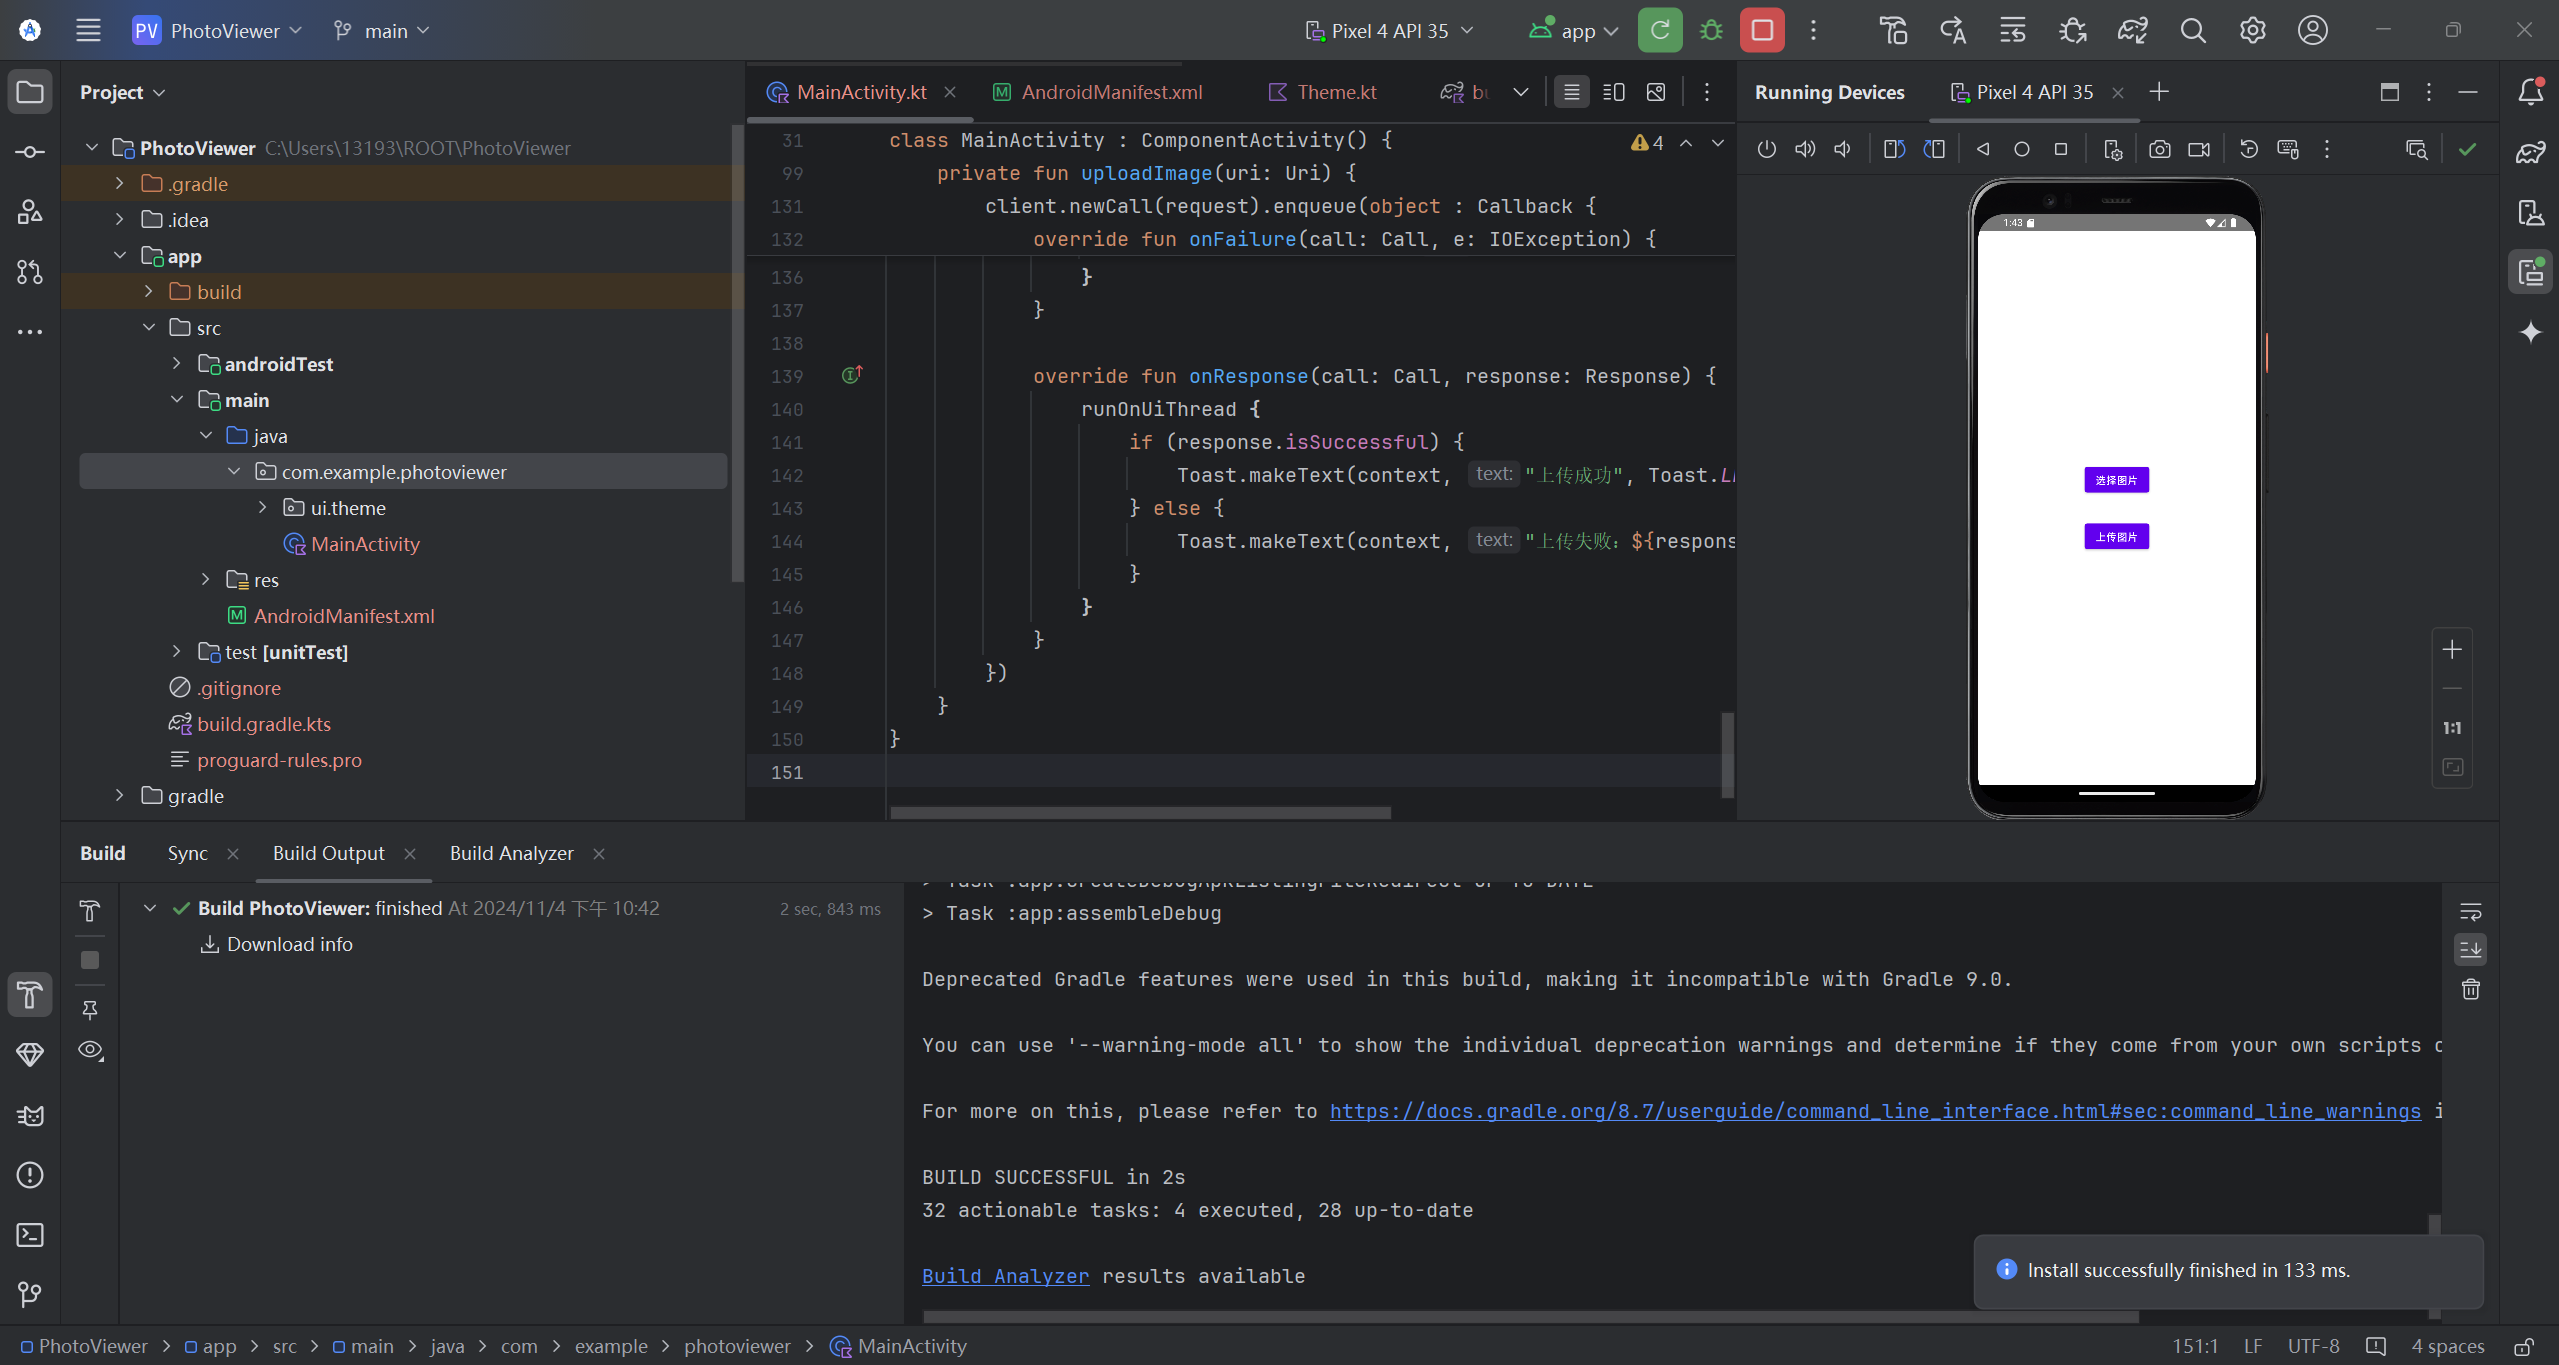 PV PhotoViewer main Pixel 4 API 35 app
Project
PhotoViewer C:\Users\13193\ROOT\PhotoViewer
.gradle
.idea
app
build
src
androidTest
main
java
com.example.photoviewer
ui.theme
MainActivity
res
AndroidManifest.xml
test [unitTest]
.gitignore
build.gradle.kts
proguard-rules.pro
gradle
MainActivity.kt AndroidManifest.xml Theme.kt
4
31 class MainActivity : ComponentActivity() {
99 private fun uploadImage(uri: Uri) {
131 client.newCall(request).enqueue(object : Callback {
132 override fun onFailure(call: Call, e: IOException) {
136 }
137 }
138
139 override fun onResponse(call: Call, response: Response) {
140 runOnUiThread {
141 if (response.isSuccessful) {
142 Toast.makeText(context, text: "上传成功", Toast.L
143 } else {
144 Toast.makeText(context, text: "上传失败: ${respons
145 }
146 }
147 }
148 })
149 }
150 }
151
Running Devices Pixel 4 API 35
1:43
选择图片
上传图片
1:1
Build Sync Build Output Build Analyzer
Build PhotoViewer: finished At 2024/11/4 下午 10:42 2 sec, 843 ms
Download info
> Task :app:createDebugApkListingFileRedirect UP-TO-DATE
> Task :app:assembleDebug
Deprecated Gradle features were used in this build, making it incompatible with Gradle 9.0.
You can use '--warning-mode all' to show the individual deprecation warnings and determine if they come from your own scripts
For more on this, please refer to https://docs.gradle.org/8.7/userguide/command_line_interface.html#sec:command_line_warnings i
BUILD SUCCESSFUL in 2s
32 actionable tasks: 4 executed, 28 up-to-date
Build Analyzer results available
Install successfully finished in 133 ms.
PhotoViewer > app > src > main > java > com > example > photoviewer > MainActivity
151:1 LF UTF-8 4 spaces